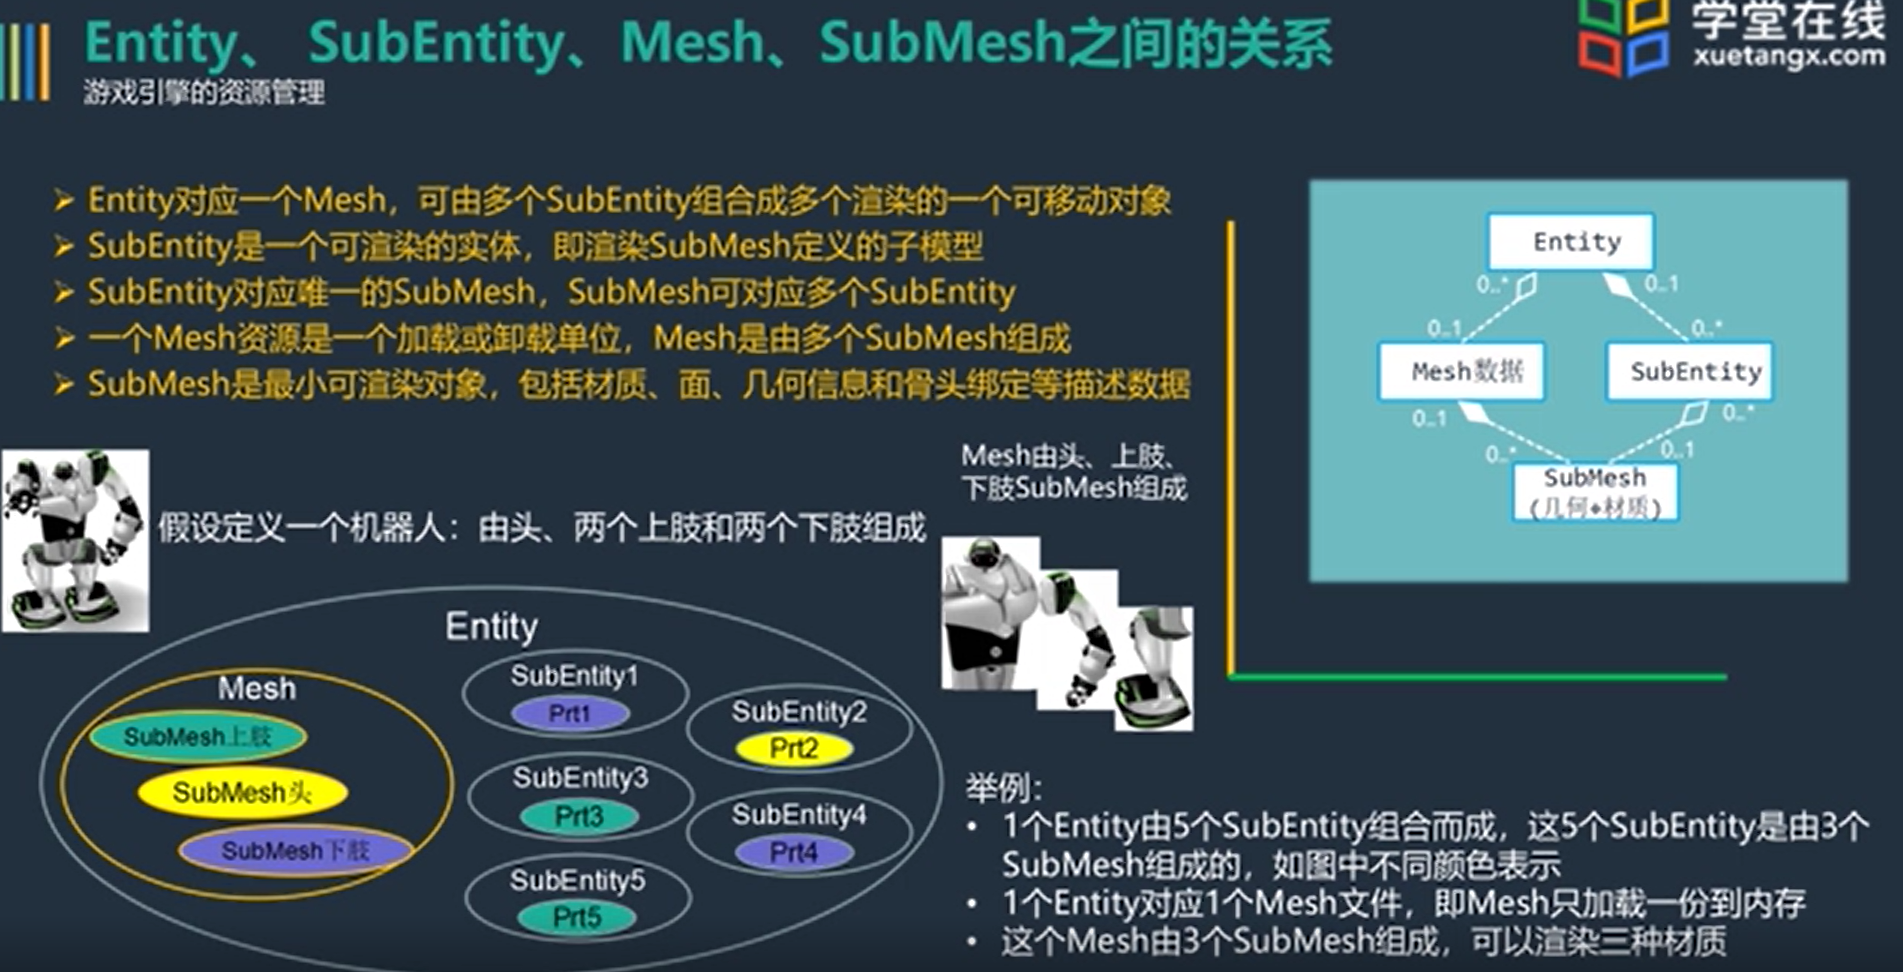 Entity、 SubEntity、Mesh、SubMesh之间的关系
游戏引擎的资源管理
学堂在线
xuetangx.com
Entity对应一个Mesh，可由多个SubEntity组合成多个渲染的一个可移动对象
SubEntity是一个可渲染的实体，即渲染SubMesh定义的子模型
SubEntity对应唯一的SubMesh，SubMesh可对应多个SubEntity
一个Mesh资源是一个加载或卸载单位，Mesh是由多个SubMesh组成
SubMesh是最小可渲染对象，包括材质、面、几何信息和骨头绑定等描述数据
Entity
0..*
0..1
0..1
0..*
Mesh数据
SubEntity
0..1
0..*
0..*
0..1
SubMesh
(几何+材质)
Mesh由头、上肢、
下肢SubMesh组成
假设定义一个机器人：由头、两个上肢和两个下肢组成
Entity
Mesh
SubMesh上肢
SubMesh头
SubMesh下肢
SubEntity1
Prt1
SubEntity2
Prt2
SubEntity3
Prt3
SubEntity4
Prt4
SubEntity5
Prt5
举例：
• 1个Entity由5个SubEntity组合而成，这5个SubEntity是由3个
SubMesh组成的，如图中不同颜色表示
• 1个Entity对应1个Mesh文件，即Mesh只加载一份到内存
• 这个Mesh由3个SubMesh组成，可以渲染三种材质